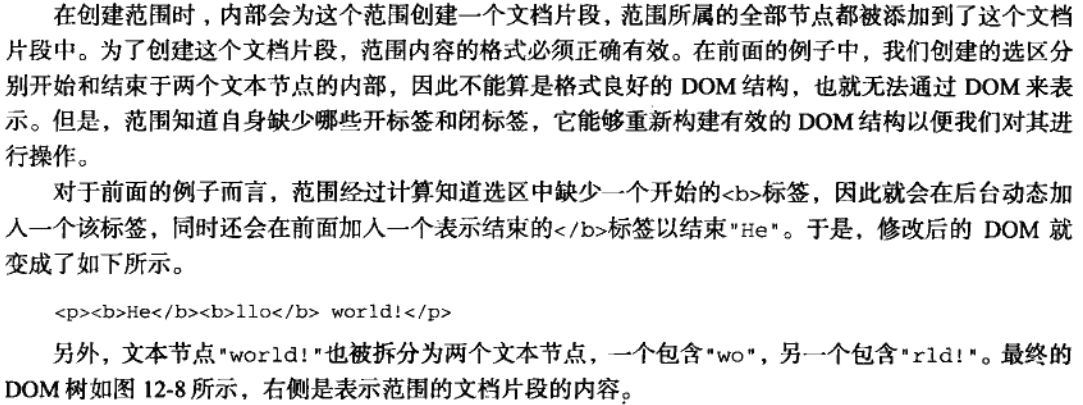 在创建范围时，内部会为这个范围创建一个文档片段，范围所属的全部节点都被添加到了这个文档
片段中。为了创建这个文档片段，范围内容的格式必须正确有效。在前面的例子中，我们创建的选区分
别开始和结束于两个文本节点的内部，因此不能算是格式良好的 DOM 结构，也就无法通过 DOM 来表
示。但是，范围知道自身缺少哪些开标签和闭标签，它能够重新构建有效的 DOM 结构以便我们对其进
行操作。
对于前面的例子而言，范围经过计算知道选区中缺少一个开始的<b>标签，因此就会在后台动态加
入一个该标签，同时还会在前面加入一个表示结束的</b>标签以结束"He"。于是，修改后的 DOM 就
变成了如下所示。
<p><b>He</b><b>llo</b> world!</p>
另外，文本节点"world!"也被拆分为两个文本节点，一个包含"wo"，另一个包含"rld!"。最终的
DOM 树如图 12-8 所示，右侧是表示范围的文档片段的内容。